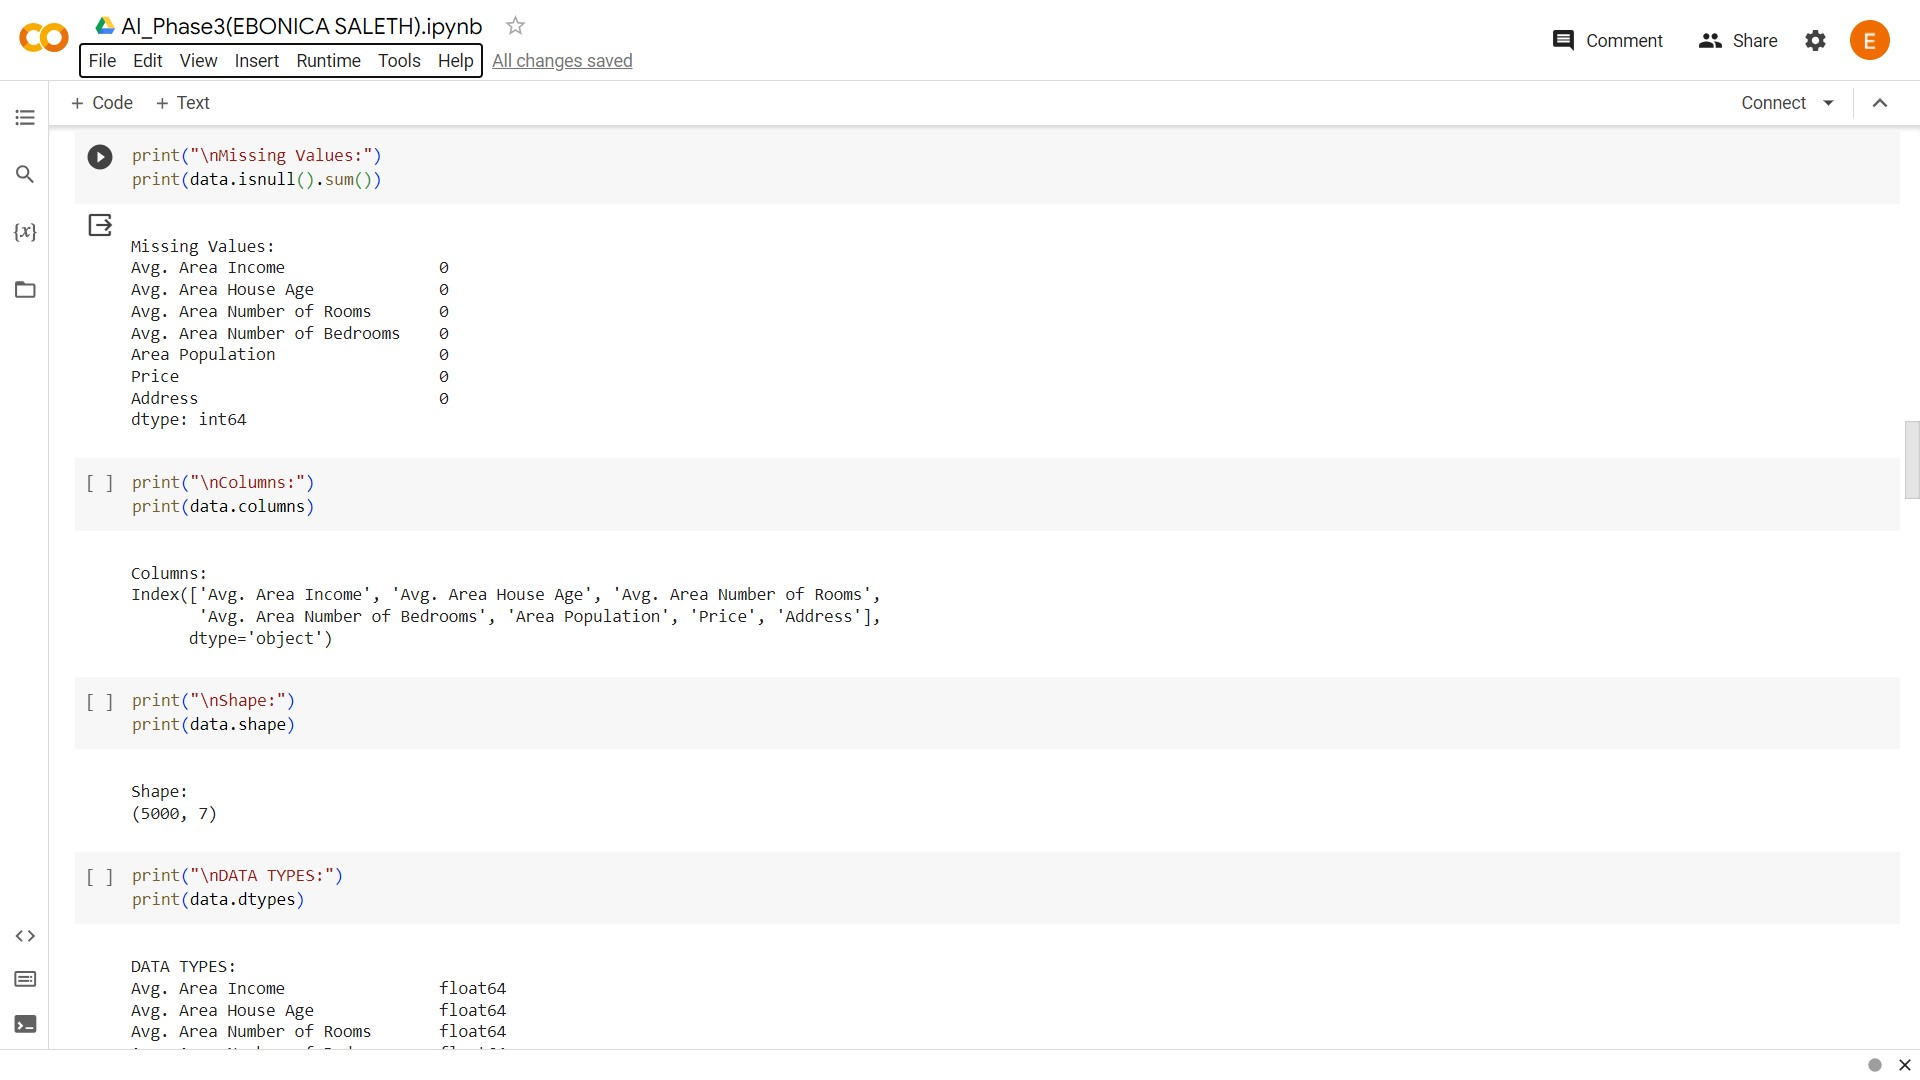 AI_Phase3(EBONICA SALETH).ipynb
File Edit View Insert Runtime Tools Help All changes saved
Comment Share E
+ Code + Text Connect
print("\nMissing Values:")
print(data.isnull().sum())
{x}
Missing Values:
Avg. Area Income 0
Avg. Area House Age 0
Avg. Area Number of Rooms 0
Avg. Area Number of Bedrooms 0
Area Population 0
Price 0
Address 0
dtype: int64
[ ] print("\nColumns:")
print(data.columns)
Columns:
Index(['Avg. Area Income', 'Avg. Area House Age', 'Avg. Area Number of Rooms',
'Avg. Area Number of Bedrooms', 'Area Population', 'Price', 'Address'],
dtype='object')
[ ] print("\nShape:")
print(data.shape)
Shape:
(5000, 7)
[ ] print("\nDATA TYPES:")
print(data.dtypes)
DATA TYPES:
Avg. Area Income float64
Avg. Area House Age float64
Avg. Area Number of Rooms float64